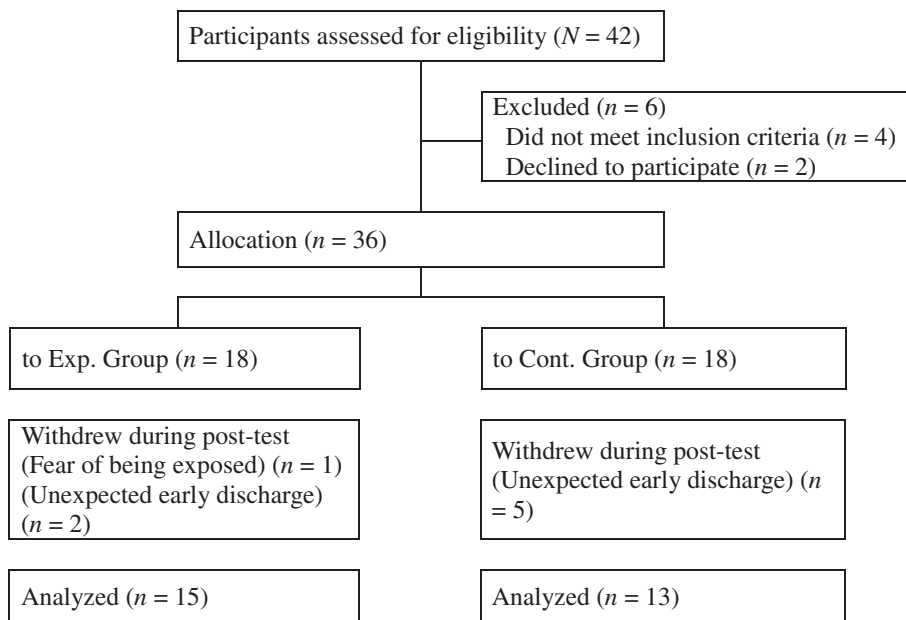 Participants assessed for eligibility (N = 42)
Excluded (n = 6)
Did not meet inclusion criteria (n = 4)
Declined to participate (n = 2)
Allocation (n = 36)
to Exp. Group (n = 18)
to Cont. Group (n = 18)
Withdrew during post-test
(Fear of being exposed) (n = 1)
(Unexpected early discharge)
(n = 2)
Withdrew during post-test
(Unexpected early discharge) (n
= 5)
Analyzed (n = 15)
Analyzed (n = 13)